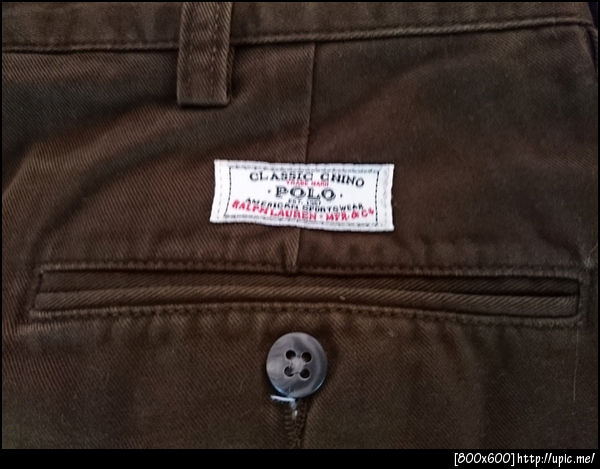 CLASSIC CHINO
TRADE MARK
· POLO ·
EST. 1967
AMERICAN SPORTSWEAR
RALPH LAUREN · MFR. & Co
[800x600]http://upic.me/